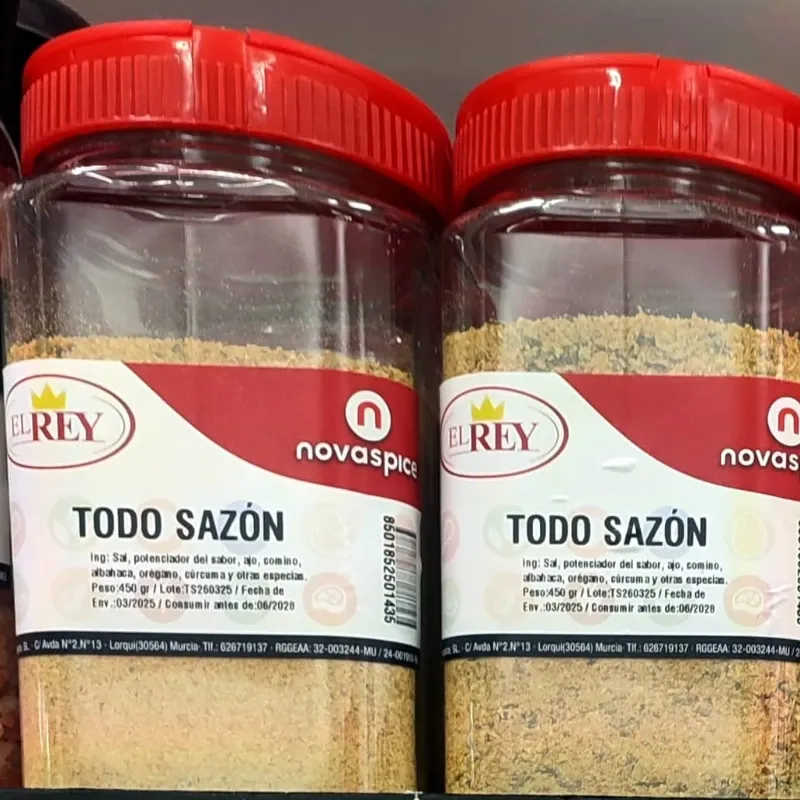 EL REY
n
novaspice
TODO SAZÓN
Ing: Sal, potenciador del sabor, ajo, comino,
albahaca, orégano, cúrcuma y otras especias.
Peso:450 gr / Lote:TS260325 / Fecha de
Env.:03/2025 / Consumir antes de:06/2028
8501852501435
SL · C/ Avda Nº2,Nº13 · Lorquí(30564) Murcia· Tlf.: 626719137 · RGGEAA: 32-003244-MU /
EL REY
n
novas
TODO SAZÓN
Ing: Sal, potenciador del sabor, ajo, comino,
albahaca, orégano, cúrcuma y otras especias.
Peso:450 gr / Lote:TS260325 / Fecha de
Env.:03/2025 / Consumir antes de:06/2028
SL · C/ Avda Nº2,Nº13 · Lorquí(30564) Murcia· Tlf.: 626719137 · RGGEAA: 32-003244-MU /